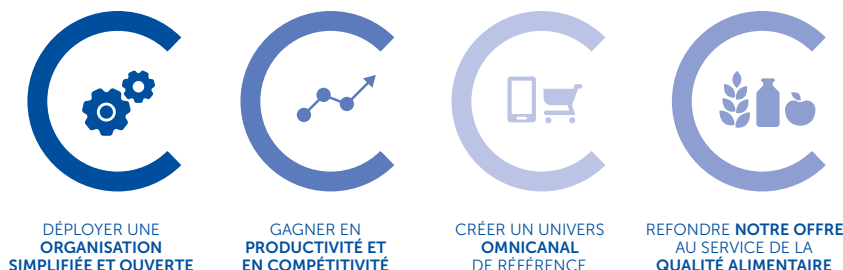 DÉPLOYER UNE
ORGANISATION
SIMPLIFIÉE ET OUVERTE
GAGNER EN
PRODUCTIVITÉ ET
EN COMPÉTITIVITÉ
CRÉER UN UNIVERS
OMNICANAL
DE RÉFÉRENCE
REFONDRE NOTRE OFFRE
AU SERVICE DE LA
QUALITÉ ALIMENTAIRE